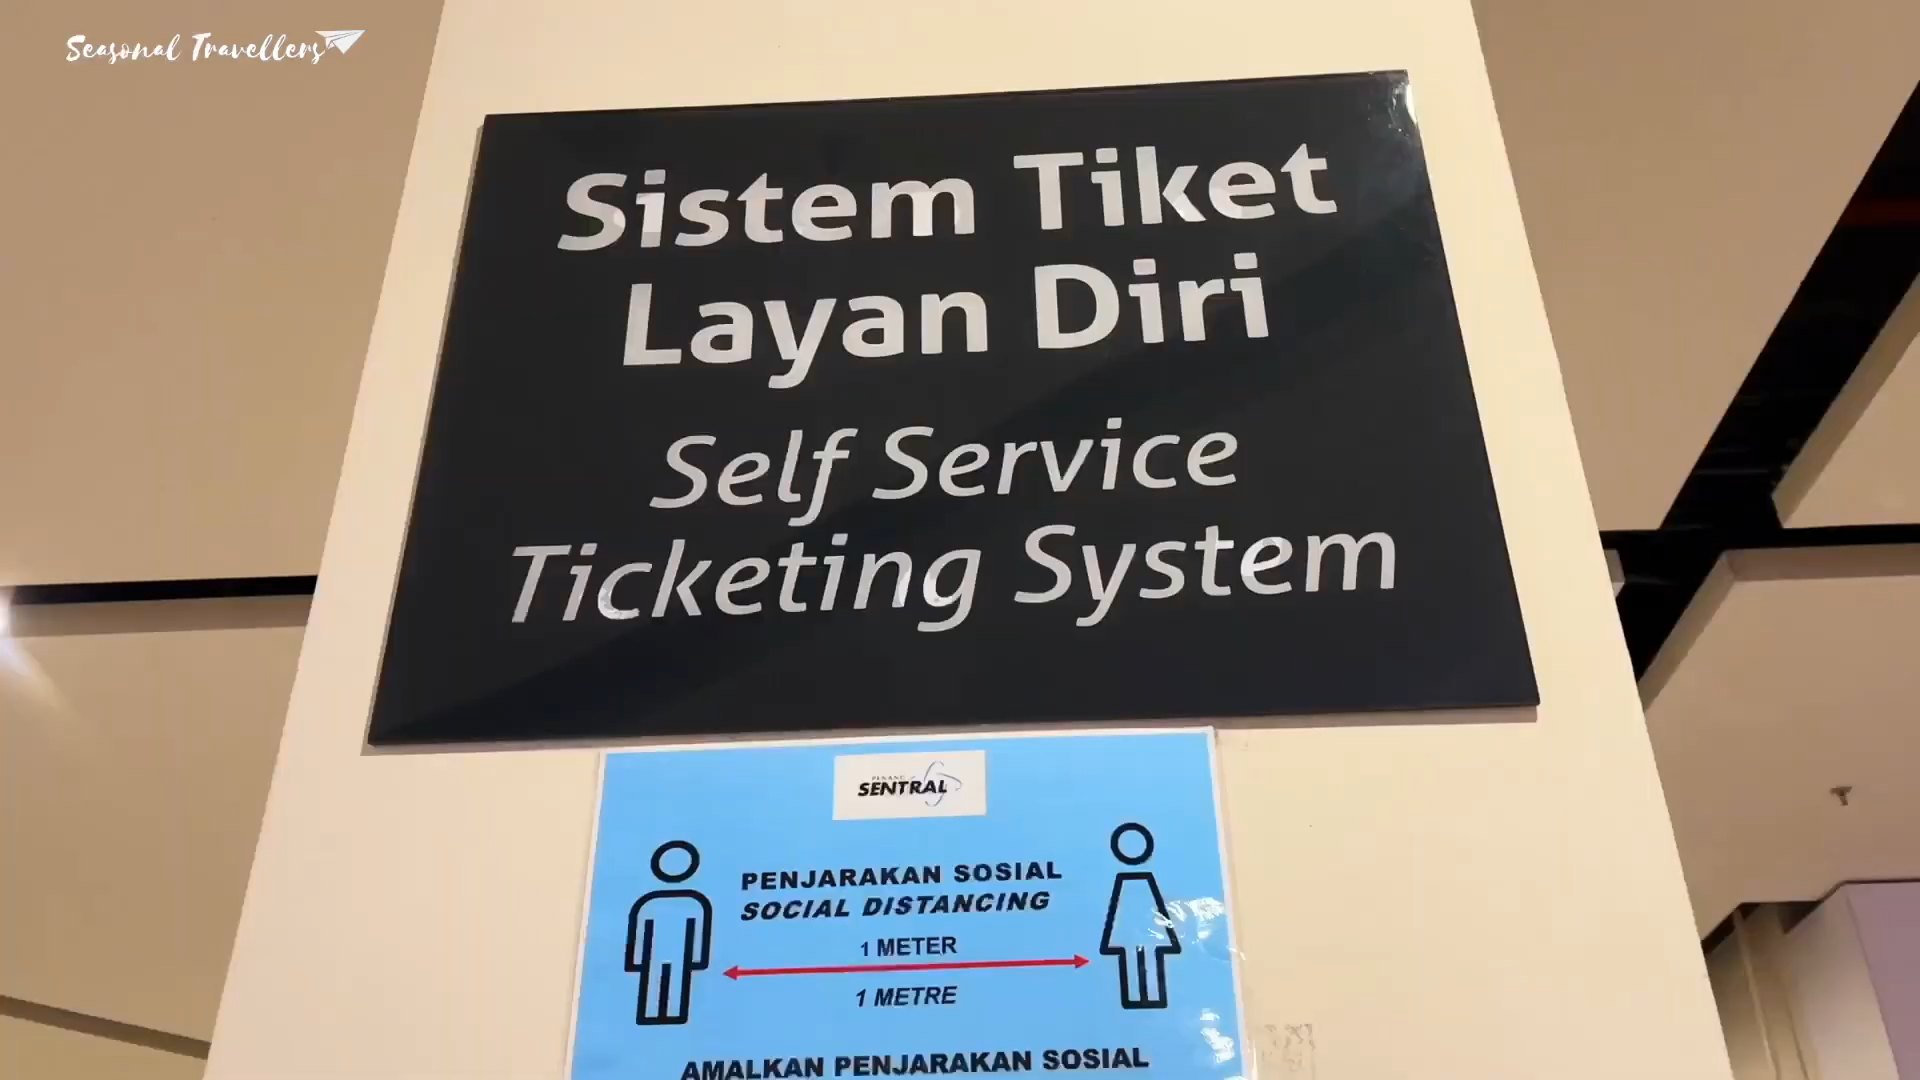 Seasonal Travellers
Sistem Tiket
Layan Diri
Self Service
Ticketing System
PENANG
SENTRAL
PENJARAKAN SOSIAL
SOCIAL DISTANCING
1 METER
1 METRE
AMALKAN PENJARAKAN SOSIAL